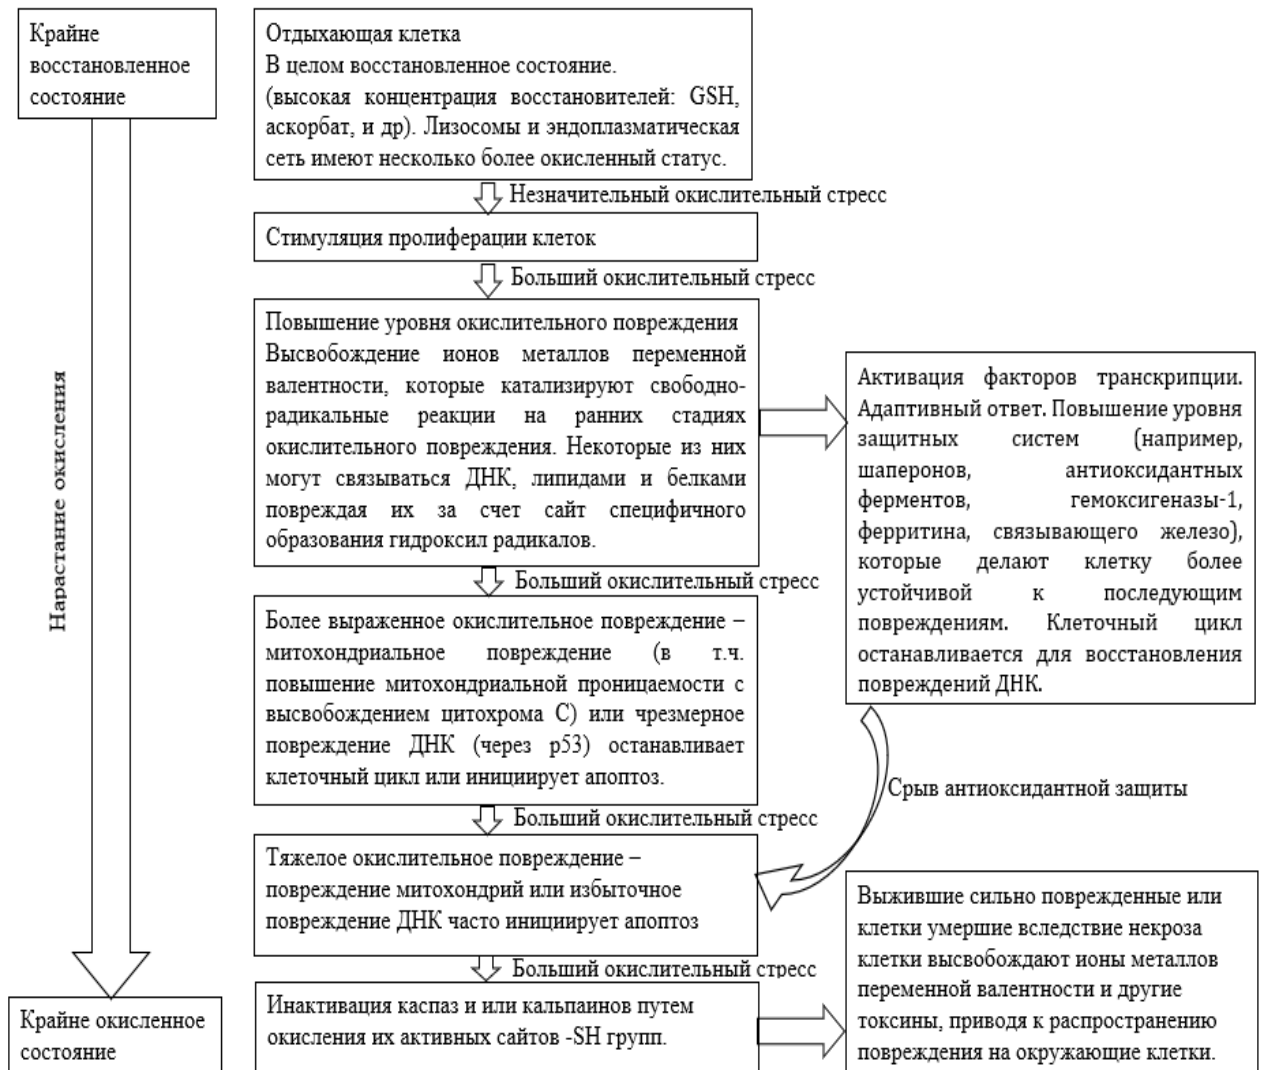 Крайне
восстановленное
состояние
Отдыхающая клетка
В целом восстановленное состояние.
(высокая концентрация восстановителей: GSH,
аскорбат, и др). Лизосомы и эндоплазматическая
сеть имеют несколько более окисленный статус.
Незначительный окислительный стресс
Стимуляция пролиферации клеток
Больший окислительный стресс
Повышение уровня окислительного повреждения
Высвобождение ионов металлов переменной
валентности, которые катализируют свободно-
радикальные реакции на ранних стадиях
окислительного повреждения. Некоторые из них
могут связываться ДНК, липидами и белками
повреждая их за счет сайт специфичного
образования гидроксил радикалов.
Активация факторов транскрипции.
Адаптивный ответ. Повышение уровня
защитных систем (например,
шаперонов, антиоксидантных
ферментов, гемоксигеназы-1,
ферритина, связывающего железо),
которые делают клетку более
устойчивой к последующим
повреждениям. Клеточный цикл
останавливается для восстановления
повреждений ДНК.
Нарастание окисления
Больший окислительный стресс
Более выраженное окислительное повреждение –
митохондриальное повреждение (в т.ч.
повышение митохондриальной проницаемости с
высвобождением цитохрома С) или чрезмерное
повреждение ДНК (через р53) останавливает
клеточный цикл или инициирует апоптоз.
Срыв антиоксидантной защиты
Больший окислительный стресс
Тяжелое окислительное повреждение –
повреждение митохондрий или избыточное
повреждение ДНК часто инициирует апоптоз
Больший окислительный стресс
Крайне окисленное
состояние
Инактивация каспаз и или кальпаинов путем
окисления их активных сайтов -SH групп.
Выжившие сильно поврежденные или
клетки умершие вследствие некроза
клетки высвобождают ионы металлов
переменной валентности и другие
токсины, приводя к распространению
повреждения на окружающие клетки.